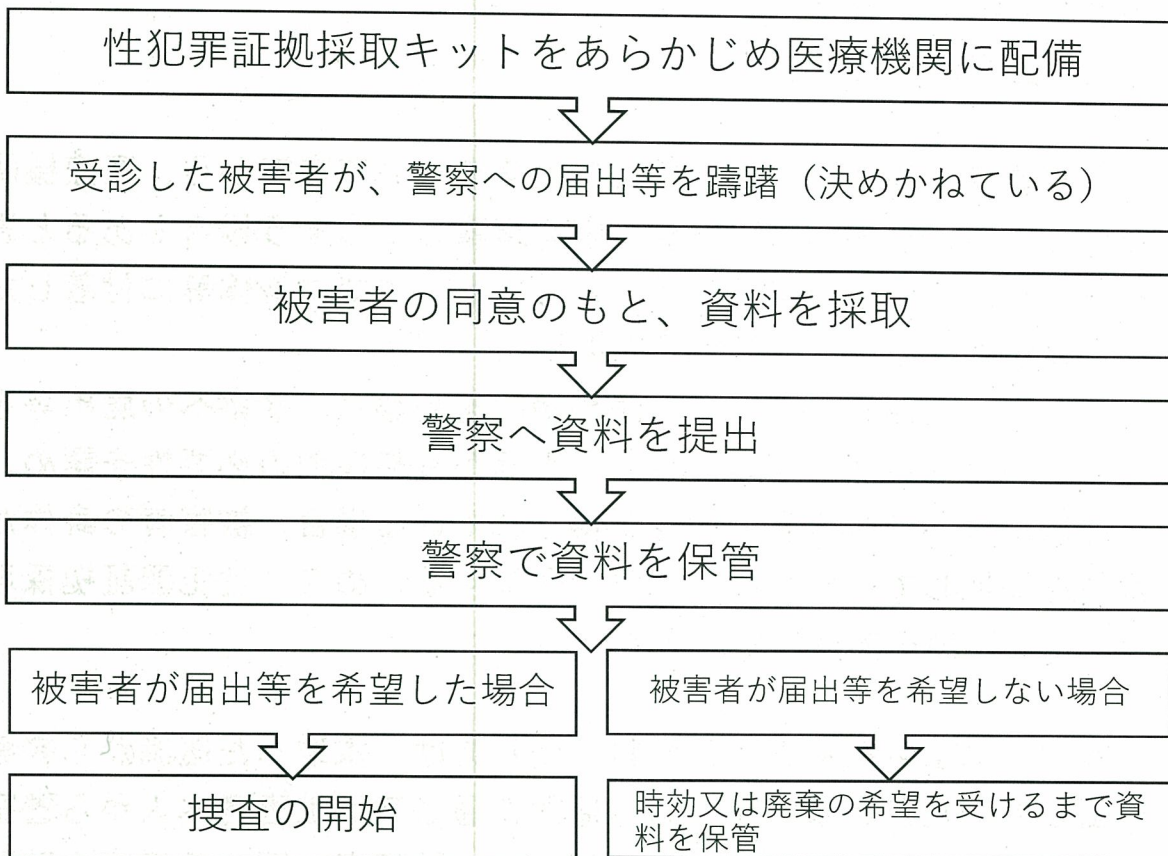 性犯罪証拠採取キットをあらかじめ医療機関に配備
受診した被害者が、警察への届出等を躊躇（決めかねている）
被害者の同意のもと、資料を採取
警察へ資料を提出
警察で資料を保管
被害者が届出等を希望した場合
被害者が届出等を希望しない場合
捜査の開始
時効又は廃棄の希望を受けるまで資
料を保管